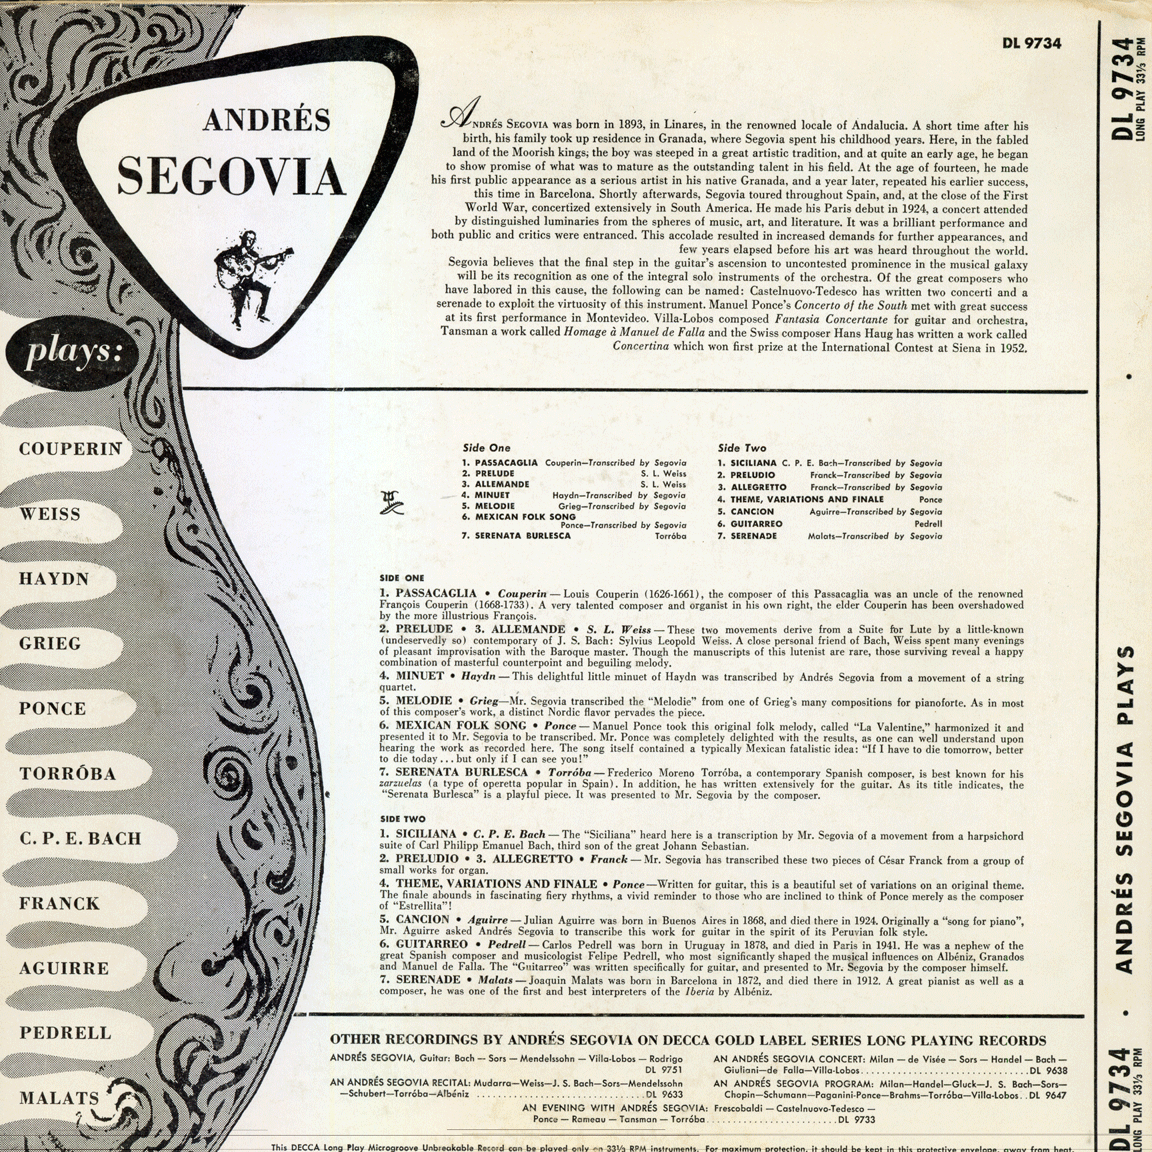 DL 9734
ANDRÉS
SEGOVIA
ANDRÉS SEGOVIA was born in 1893, in Linares, in the renowned locale of Andalucia. A short time after his
birth, his family took up residence in Granada, where Segovia spent his childhood years. Here, in the fabled
land of the Moorish kings, the boy was steeped in a great artistic tradition, and at quite an early age, he began
to show promise of what was to mature as the outstanding talent in his field. At the age of fourteen, he made
his first public appearance as a serious artist in his native Granada, and a year later, repeated his earlier success,
this time in Barcelona. Shortly afterwards, Segovia toured throughout Spain, and, at the close of the First
World War, concertized extensively in South America. He made his Paris debut in 1924, a concert attended
by distinguished luminaries from the spheres of music, art, and literature. It was a brilliant performance and
both public and critics were entranced. This accolade resulted in increased demands for further appearances, and
few years elapsed before his art was heard throughout the world.
Segovia believes that the final step in the guitar's ascension to uncontested prominence in the musical galaxy
will be its recognition as one of the integral solo instruments of the orchestra. Of the great composers who
have labored in this cause, the following can be named: Castelnuovo-Tedesco has written two concerti and a
serenade to exploit the virtuosity of this instrument. Manuel Ponce's Concerto of the South met with great success
at its first performance in Montevideo. Villa-Lobos composed Fantasia Concertante for guitar and orchestra,
Tansman a work called Homage à Manuel de Falla and the Swiss composer Hans Haug has written a work called
Concertina which won first prize at the International Contest at Siena in 1952.
plays:
COUPERIN
WEISS
HAYDN
GRIEG
PONCE
TORRÓBA
C. P. E. BACH
FRANCK
AGUIRRE
PEDRELL
MALATS
Side One
1. PASSACAGLIA Couperin—Transcribed by Segovia
2. PRELUDE S. L. Weiss
3. ALLEMANDE S. L. Weiss
4. MINUET Haydn—Transcribed by Segovia
5. MELODIE Grieg—Transcribed by Segovia
6. MEXICAN FOLK SONG
Ponce—Transcribed by Segovia
7. SERENATA BURLESCA Torróba
Side Two
1. SICILIANA C. P. E. Bach—Transcribed by Segovia
2. PRELUDIO Franck—Transcribed by Segovia
3. ALLEGRETTO Franck—Transcribed by Segovia
4. THEME, VARIATIONS AND FINALE Ponce
5. CANCION Aguirre—Transcribed by Segovia
6. GUITARREO Pedrell
7. SERENADE Malats—Transcribed by Segovia
SIDE ONE
1. PASSACAGLIA • Couperin — Louis Couperin (1626-1661), the composer of this Passacaglia was an uncle of the renowned
François Couperin (1668-1733). A very talented composer and organist in his own right, the elder Couperin has been overshadowed
by the more illustrious François.
2. PRELUDE • 3. ALLEMANDE • S. L. Weiss — These two movements derive from a Suite for Lute by a little-known
(undeservedly so) contemporary of J. S. Bach: Sylvius Leopold Weiss. A close personal friend of Bach, Weiss spent many evenings
of pleasant improvisation with the Baroque master. Though the manuscripts of this lutenist are rare, those surviving reveal a happy
combination of masterful counterpoint and beguiling melody.
4. MINUET • Haydn — This delightful little minuet of Haydn was transcribed by Andrés Segovia from a movement of a string
quartet.
5. MELODIE • Grieg—Mr. Segovia transcribed the "Melodie" from one of Grieg's many compositions for pianoforte. As in most
of this composer's work, a distinct Nordic flavor pervades the piece.
6. MEXICAN FOLK SONG • Ponce — Manuel Ponce took this original folk melody, called "La Valentine," harmonized it and
presented it to Mr. Segovia to be transcribed. Mr. Ponce was completely delighted with the results, as one can well understand upon
hearing the work as recorded here. The song itself contained a typically Mexican fatalistic idea: "If I have to die tomorrow, better
to die today . . . but only if I can see you!"
7. SERENATA BURLESCA • Torróba — Frederico Moreno Torróba, a contemporary Spanish composer, is best known for his
zarzuelas (a type of operetta popular in Spain). In addition, he has written extensively for the guitar. As its title indicates, the
"Serenata Burlesca" is a playful piece. It was presented to Mr. Segovia by the composer.
SIDE TWO
1. SICILIANA • C. P. E. Bach — The "Siciliana" heard here is a transcription by Mr. Segovia of a movement from a harpsichord
suite of Carl Philipp Emanuel Bach, third son of the great Johann Sebastian.
2. PRELUDIO • 3. ALLEGRETTO • Franck — Mr. Segovia has transcribed these two pieces of César Franck from a group of
small works for organ.
4. THEME, VARIATIONS AND FINALE • Ponce—Written for guitar, this is a beautiful set of variations on an original theme.
The finale abounds in fascinating fiery rhythms, a vivid reminder to those who are inclined to think of Ponce merely as the composer
of "Estrellita"!
5. CANCION • Aguirre — Julian Aguirre was born in Buenos Aires in 1868, and died there in 1924. Originally a "song for piano",
Mr. Aguirre asked Andrés Segovia to transcribe this work for guitar in the spirit of its Peruvian folk style.
6. GUITARREO • Pedrell — Carlos Pedrell was born in Uruguay in 1878, and died in Paris in 1941. He was a nephew of the
great Spanish composer and musicologist Felipe Pedrell, who most significantly shaped the musical influences on Albéniz, Granados
and Manuel de Falla. The "Guitarreo" was written specifically for guitar, and presented to Mr. Segovia by the composer himself.
7. SERENADE • Malats — Joaquin Malats was born in Barcelona in 1872, and died there in 1912. A great pianist as well as a
composer, he was one of the first and best interpreters of the Iberia by Albéniz.
OTHER RECORDINGS BY ANDRÉS SEGOVIA ON DECCA GOLD LABEL SERIES LONG PLAYING RECORDS
ANDRÉS SEGOVIA, Guitar: Bach — Sors — Mendelssohn — Villa-Lobos — Rodrigo
DL 9751
AN ANDRÉS SEGOVIA RECITAL: Mudarra—Weiss—J. S. Bach—Sors—Mendelssohn
—Schubert—Torróba—Albéniz . . . . . DL 9633
AN ANDRÉS SEGOVIA CONCERT: Milan — de Visée — Sors — Handel — Bach —
Giuliani—de Falla—Villa-Lobos . . . . . DL 9638
AN ANDRÉS SEGOVIA PROGRAM: Milan—Handel—Gluck—J. S. Bach—Sors—
Chopin—Schumann—Paganini-Ponce—Brahms—Torróba—Villa-Lobos . . DL 9647
AN EVENING WITH ANDRÉS SEGOVIA: Frescobaldi — Castelnuovo-Tedesco —
Ponce — Rameau — Tansman — Torróba . . . . . DL 9733
This DECCA Long Play Microgroove Unbreakable Record can be played only on 33⅓ RPM instruments. For maximum protection, it should be kept in this protective envelope, away from heat.
DL 9734
LONG PLAY 33⅓ RPM
• ANDRÉS SEGOVIA PLAYS •
DL 9734
LONG PLAY 33⅓ RPM